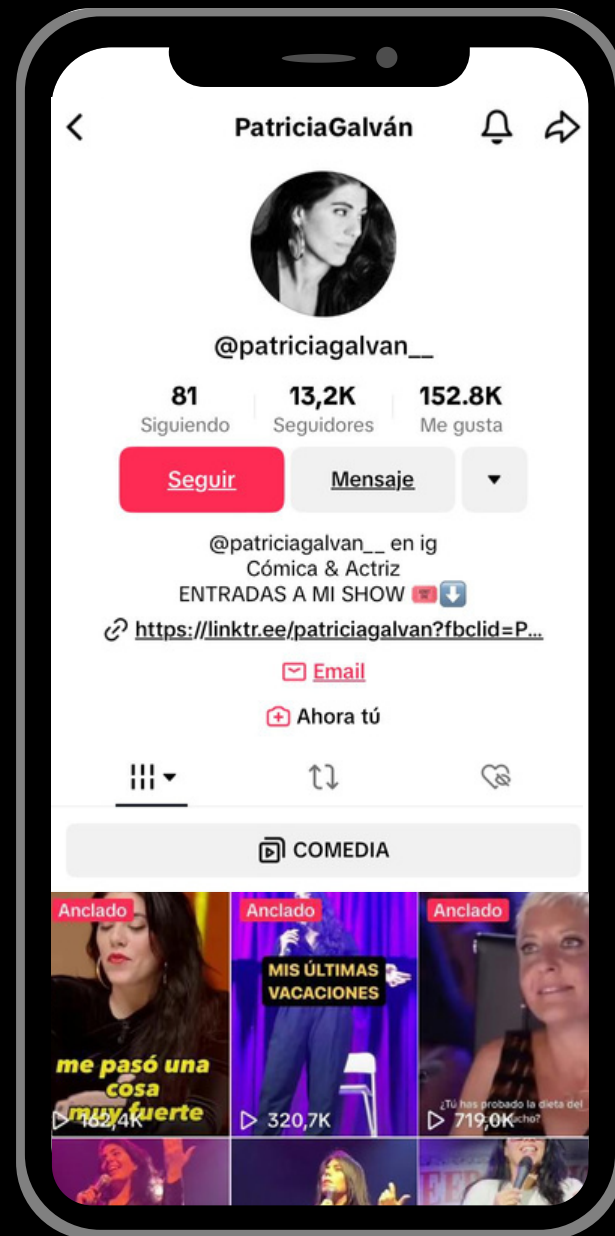 PatriciaGalván
@patriciagalvan__
81 13,2K 152.8K
Siguiendo Seguidores Me gusta
Seguir Mensaje
@patriciagalvan__ en ig
Cómica & Actriz
ENTRADAS A MI SHOW
https://linktr.ee/patriciagalvan?fbclid=P...
Email
Ahora tú
COMEDIA
Anclado Anclado Anclado
MIS ÚLTIMAS
VACACIONES
me pasó una
cosa
muy fuerte
¿Tú has probado la dieta del
162,4K 320,7K 719,0K